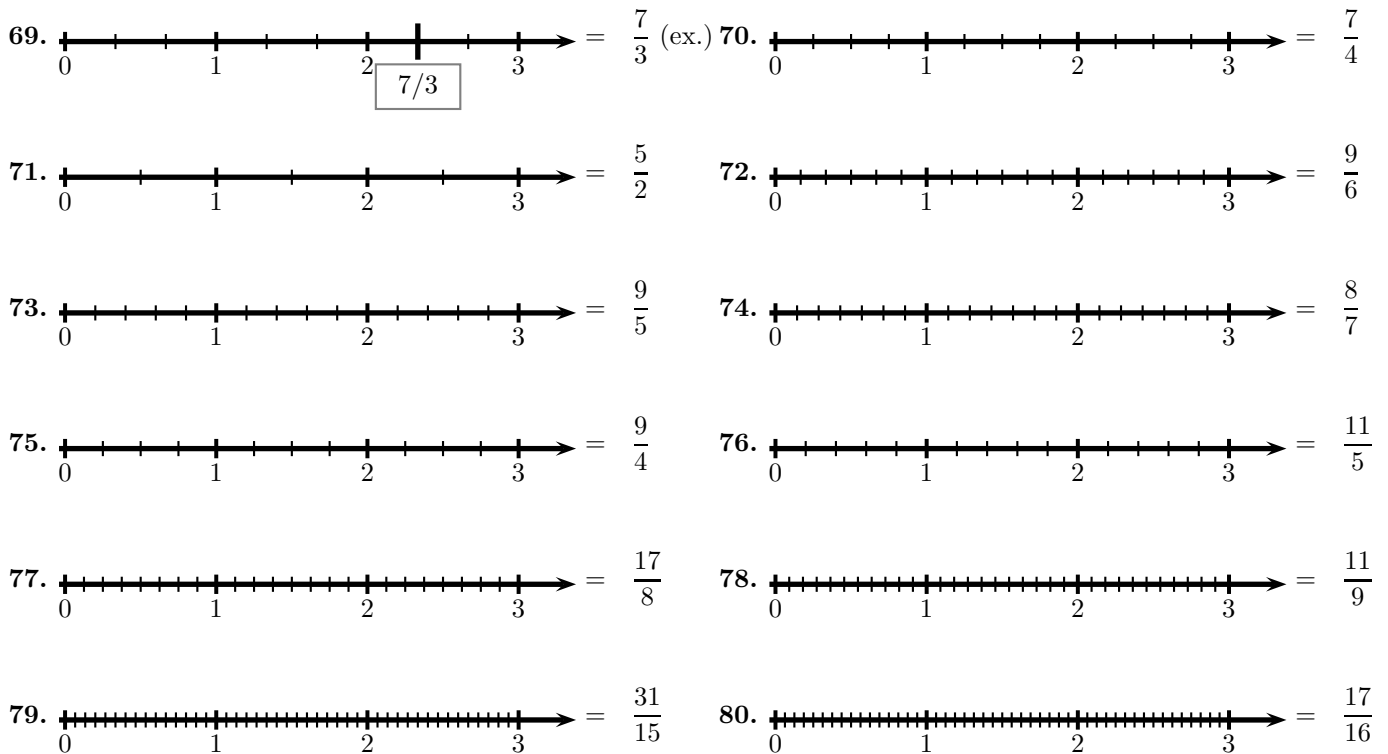 69. 0 1 2 3 = 7/3 (ex.) 70. 0 1 2 3 = 7/4
7/3
71. 0 1 2 3 = 5/2 72. 0 1 2 3 = 9/6
73. 0 1 2 3 = 9/5 74. 0 1 2 3 = 8/7
75. 0 1 2 3 = 9/4 76. 0 1 2 3 = 11/5
77. 0 1 2 3 = 17/8 78. 0 1 2 3 = 11/9
79. 0 1 2 3 = 31/15 80. 0 1 2 3 = 17/16